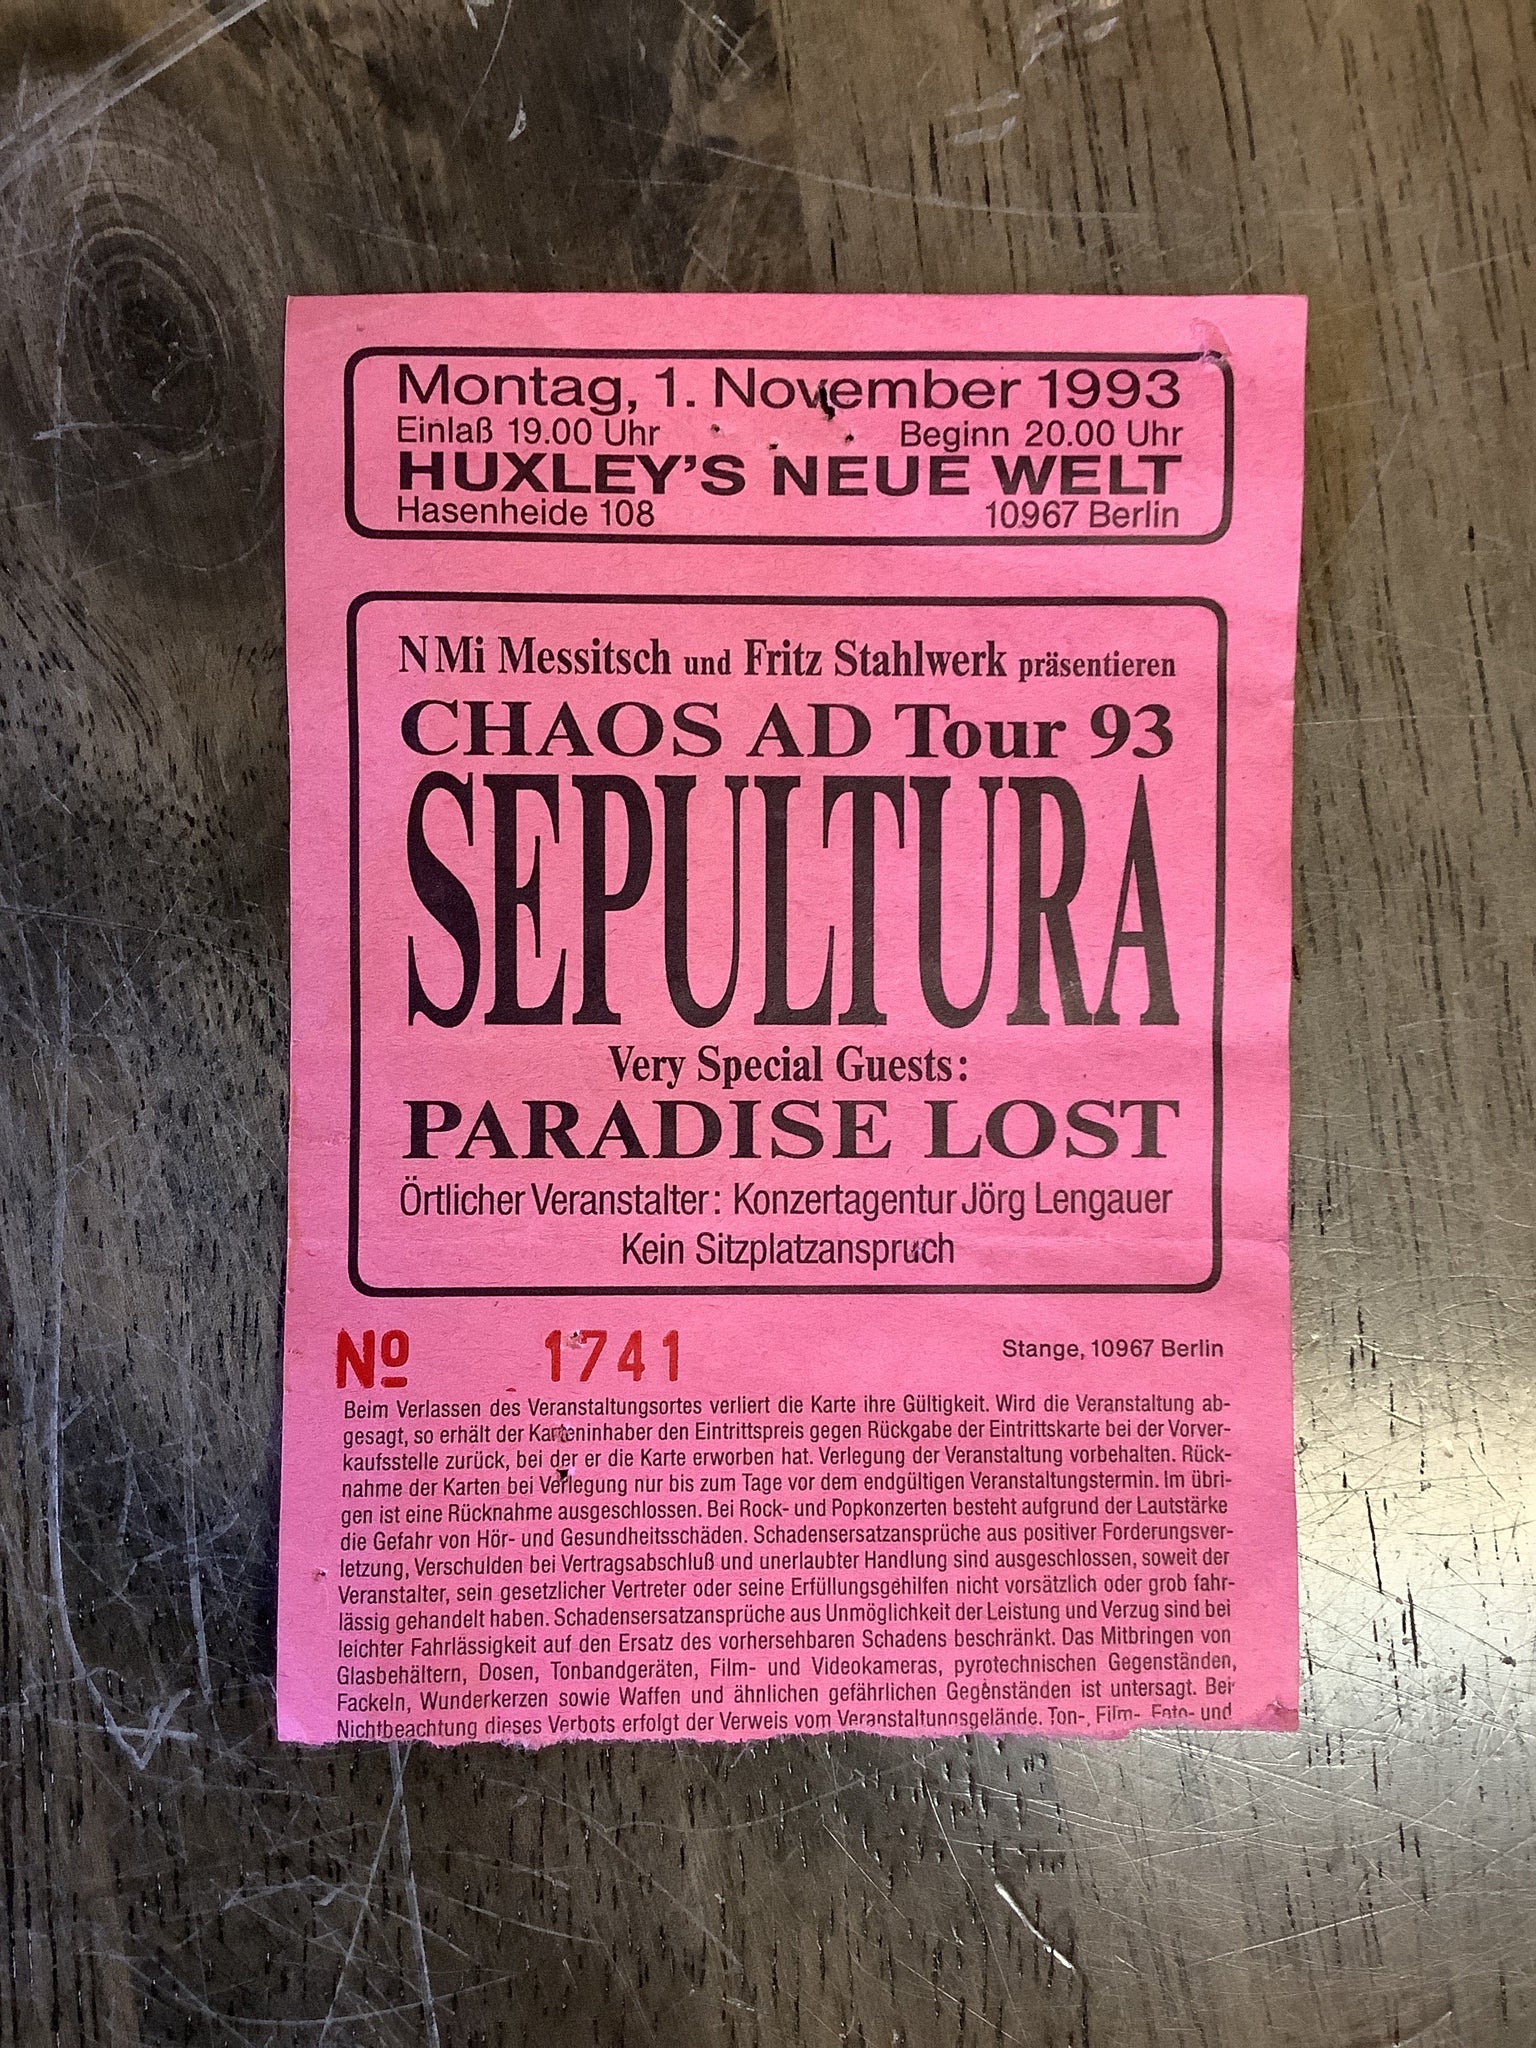 Montag, 1. November 1993
Einlaß 19.00 Uhr Beginn 20.00 Uhr
HUXLEY'S NEUE WELT
Hasenheide 108 10967 Berlin
NMi Messitsch und Fritz Stahlwerk präsentieren
CHAOS AD Tour 93
SEPULTURA
Very Special Guests:
PARADISE LOST
Örtlicher Veranstalter: Konzertagentur Jörg Lengauer
Kein Sitzplatzanspruch
No 1741 Stange, 10967 Berlin
Beim Verlassen des Veranstaltungsortes verliert die Karte ihre Gültigkeit. Wird die Veranstaltung ab-
gesagt, so erhält der Karteninhaber den Eintrittspreis gegen Rückgabe der Eintrittskarte bei der Vorver-
kaufsstelle zurück, bei der er die Karte erworben hat. Verlegung der Veranstaltung vorbehalten. Rück-
nahme der Karten bei Verlegung nur bis zum Tage vor dem endgültigen Veranstaltungstermin. Im übri-
gen ist eine Rücknahme ausgeschlossen. Bei Rock- und Popkonzerten besteht aufgrund der Lautstärke
die Gefahr von Hör- und Gesundheitsschäden. Schadensersatzansprüche aus positiver Forderungsver-
letzung, Verschulden bei Vertragsabschluß und unerlaubter Handlung sind ausgeschlossen, soweit der
Veranstalter, sein gesetzlicher Vertreter oder seine Erfüllungsgehilfen nicht vorsätzlich oder grob fahr-
lässig gehandelt haben. Schadensersatzansprüche aus Unmöglichkeit der Leistung und Verzug sind bei
leichter Fahrlässigkeit auf den Ersatz des vorhersehbaren Schadens beschränkt. Das Mitbringen von
Glasbehältern, Dosen, Tonbandgeräten, Film- und Videokameras, pyrotechnischen Gegenständen,
Fackeln, Wunderkerzen sowie Waffen und ähnlichen gefährlichen Gegenständen ist untersagt. Bei
Nichtbeachtung dieses Verbots erfolgt der Verweis vom Veranstaltungsgelände. Ton-, Film- Foto- und